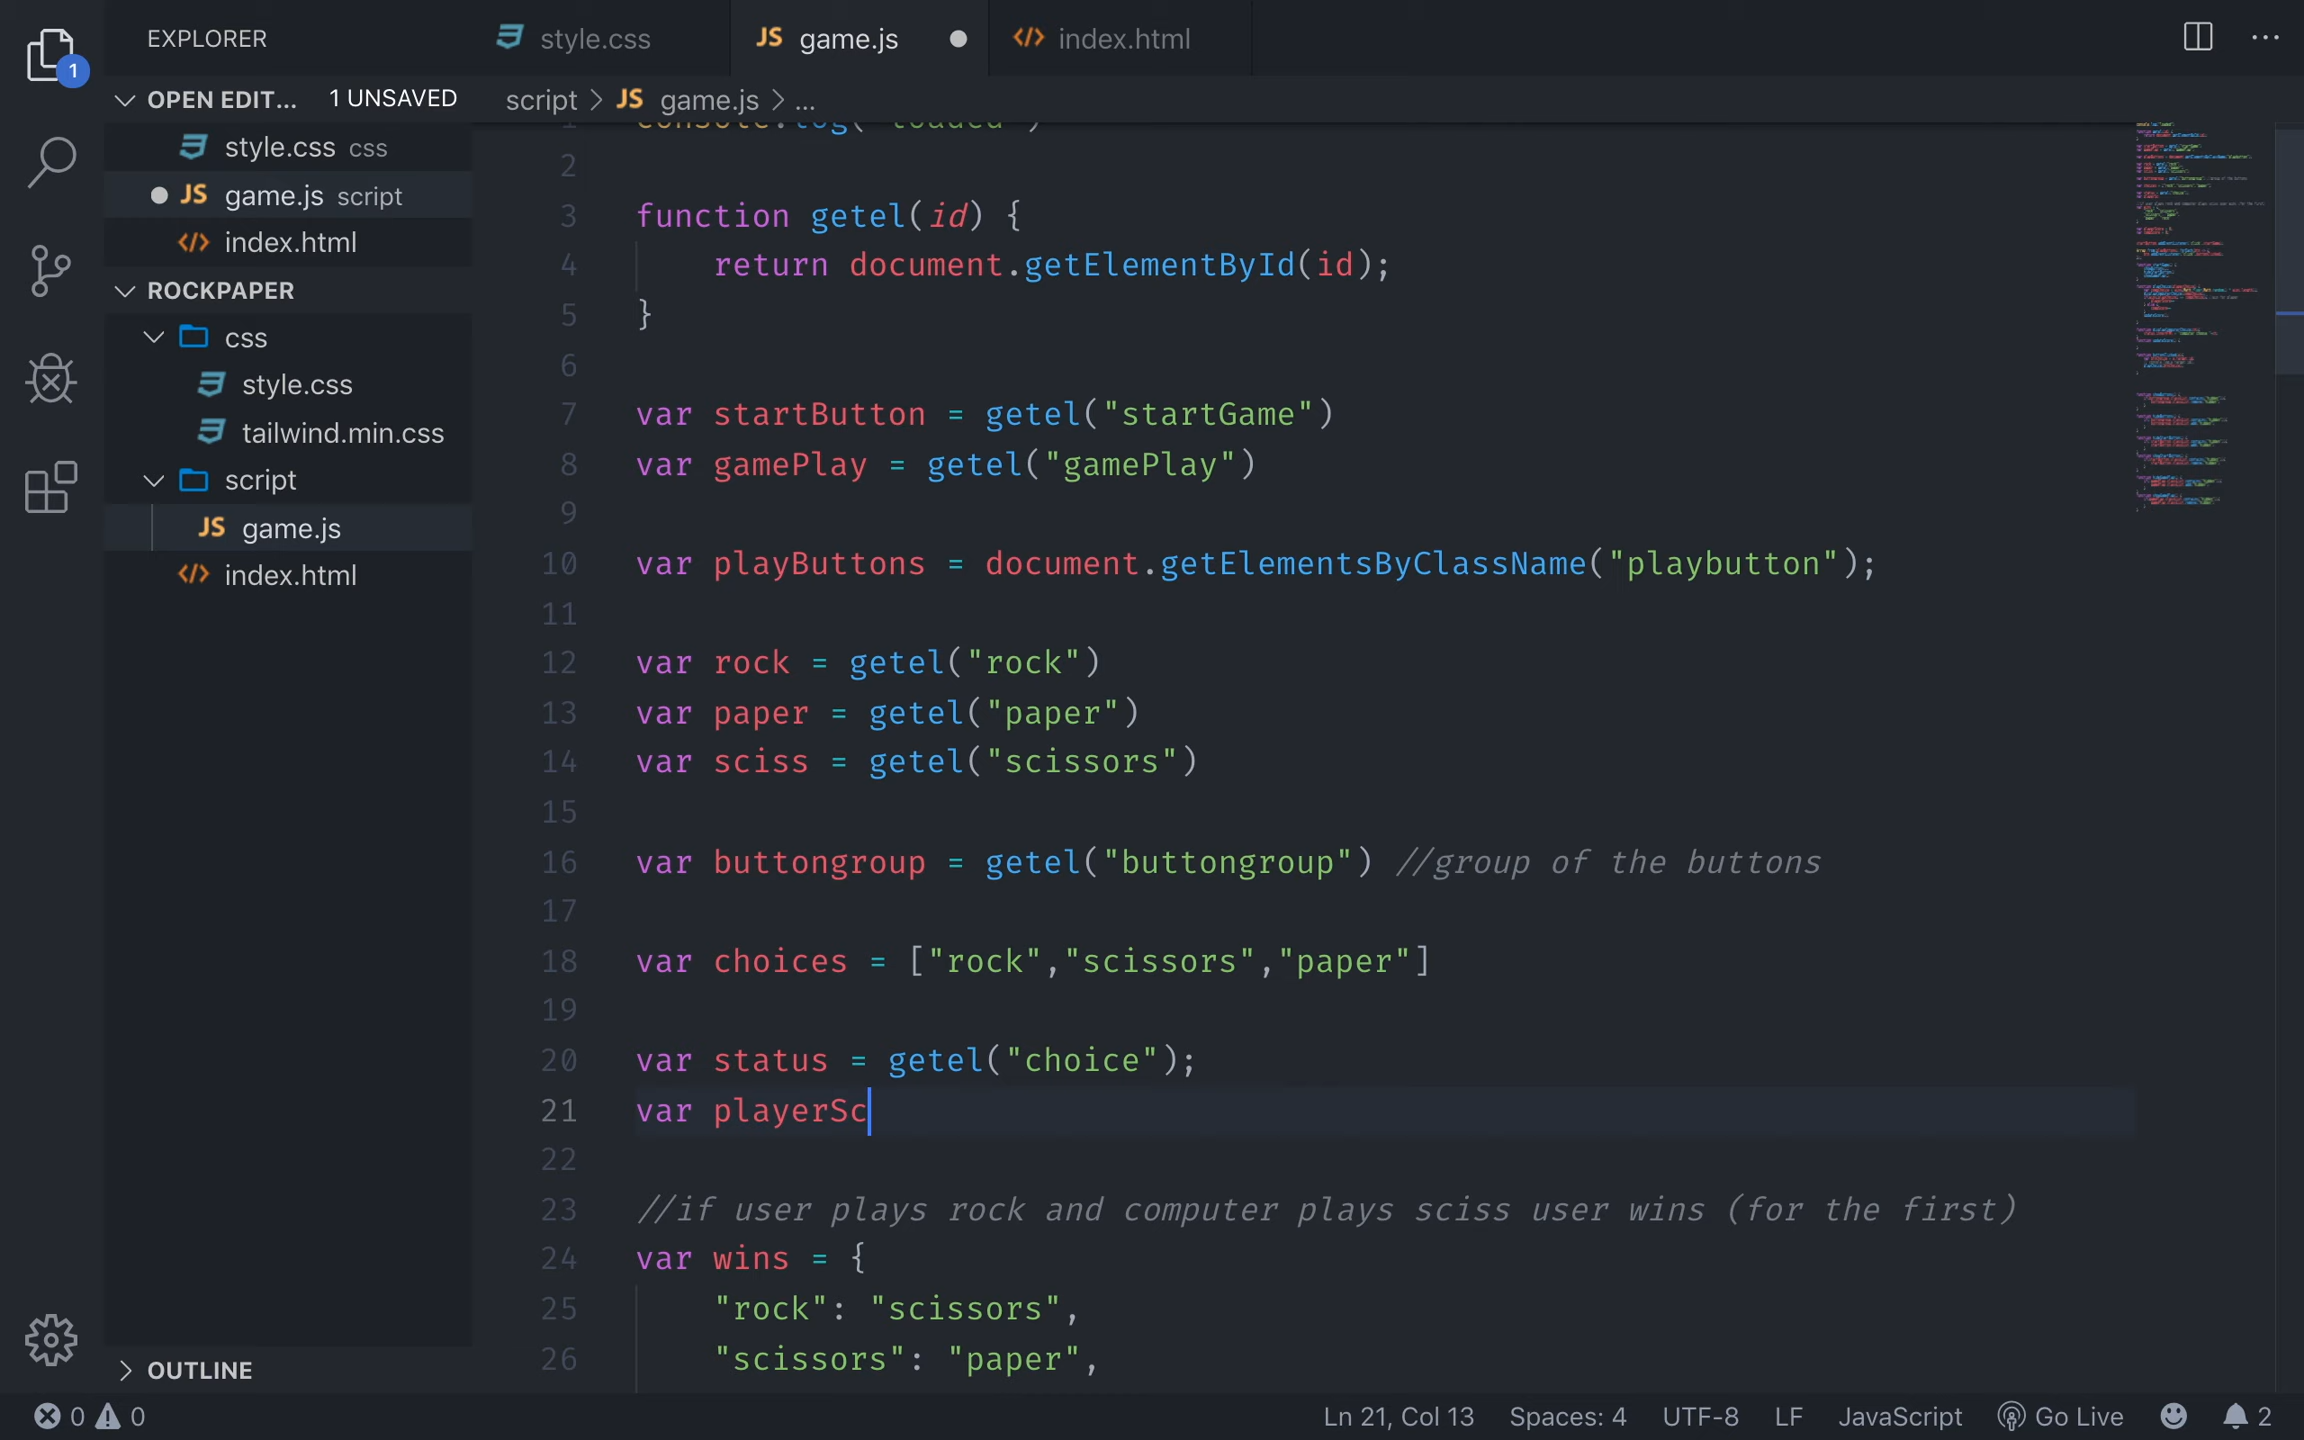 EXPLORER
style.css
JS game.js
index.html
1
OPEN EDIT... 1 UNSAVED
script > JS game.js > ...
style.css css
JS game.js script
index.html
ROCKPAPER
css
style.css
tailwind.min.css
script
JS game.js
index.html
OUTLINE
1 console.log("loaded")
2
3 function getel(id) {
4 return document.getElementById(id);
5 }
6
7 var startButton = getel("startGame")
8 var gamePlay = getel("gamePlay")
9
10 var playButtons = document.getElementsByClassName("playbutton");
11
12 var rock = getel("rock")
13 var paper = getel("paper")
14 var sciss = getel("scissors")
15
16 var buttongroup = getel("buttongroup") //group of the buttons
17
18 var choices = ["rock","scissors","paper"]
19
20 var status = getel("choice");
21 var playerSc
22
23 //if user plays rock and computer plays sciss user wins (for the first)
24 var wins = {
25 "rock": "scissors",
26 "scissors": "paper",
0 0 Ln 21, Col 13 Spaces: 4 UTF-8 LF JavaScript Go Live 2